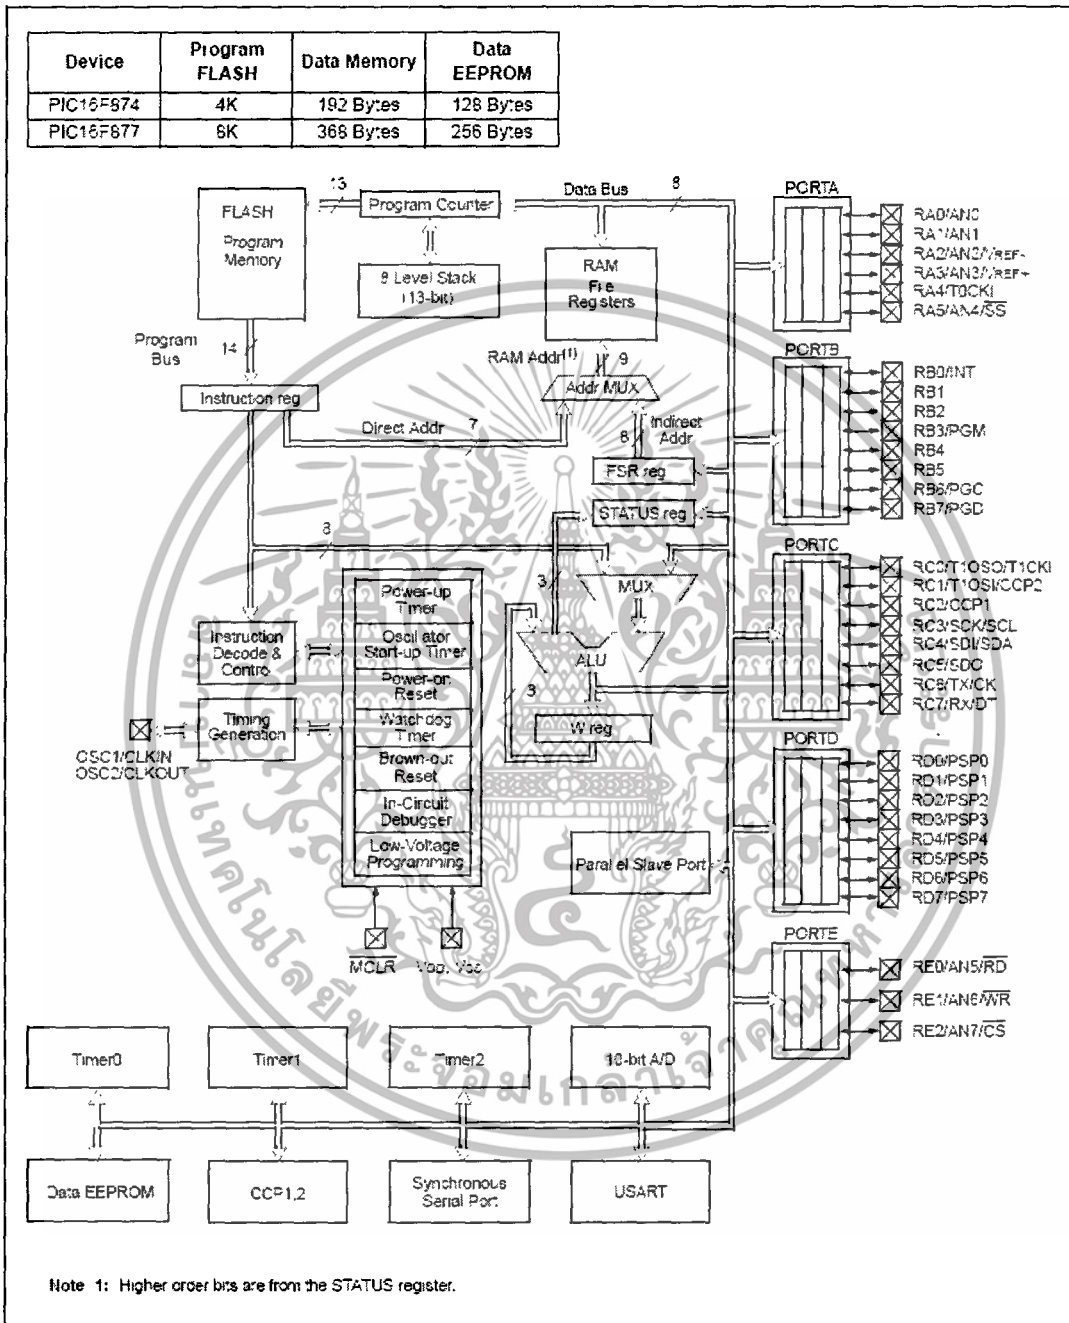 Device Program FLASH Data Memory Data EEPROM
PIC16F874 4K 192 Bytes 128 Bytes
PIC16F877 8K 368 Bytes 256 Bytes
13
Program Counter
Data Bus
8
FLASH
Program
Memory
8 Level Stack
(13-bit)
RAM
File
Registers
Program
Bus
14
RAM Addr(1)
9
Addr MUX
Instruction reg
Direct Addr
7
8
Indirect
Addr
FSR reg
STATUS reg
8
3
MUX
Power-up
Timer
Oscillator
Start-up Timer
Power-on
Reset
Watchdog
Timer
Brown-out
Reset
In-Circuit
Debugger
Low-Voltage
Programming
Instruction
Decode &
Control
Timing
Generation
OSC1/CLKIN
OSC2/CLKOUT
ALU
8
W reg
Parallel Slave Port
MCLR
VDD, VSS
PORTA
RA0/AN0
RA1/AN1
RA2/AN2/VREF-
RA3/AN3/VREF+
RA4/T0CKI
RA5/AN4/SS
PORTB
RB0/INT
RB1
RB2
RB3/PGM
RB4
RB5
RB6/PGC
RB7/PGD
PORTC
RC0/T1OSO/T1CKI
RC1/T1OSI/CCP2
RC2/CCP1
RC3/SCK/SCL
RC4/SDI/SDA
RC5/SDO
RC6/TX/CK
RC7/RX/DT
PORTD
RD0/PSP0
RD1/PSP1
RD2/PSP2
RD3/PSP3
RD4/PSP4
RD5/PSP5
RD6/PSP6
RD7/PSP7
PORTE
RE0/AN5/RD
RE1/AN6/WR
RE2/AN7/CS
Timer0
Timer1
Timer2
10-bit A/D
Data EEPROM
CCP1,2
Synchronous
Serial Port
USART
Note 1: Higher order bits are from the STATUS register.